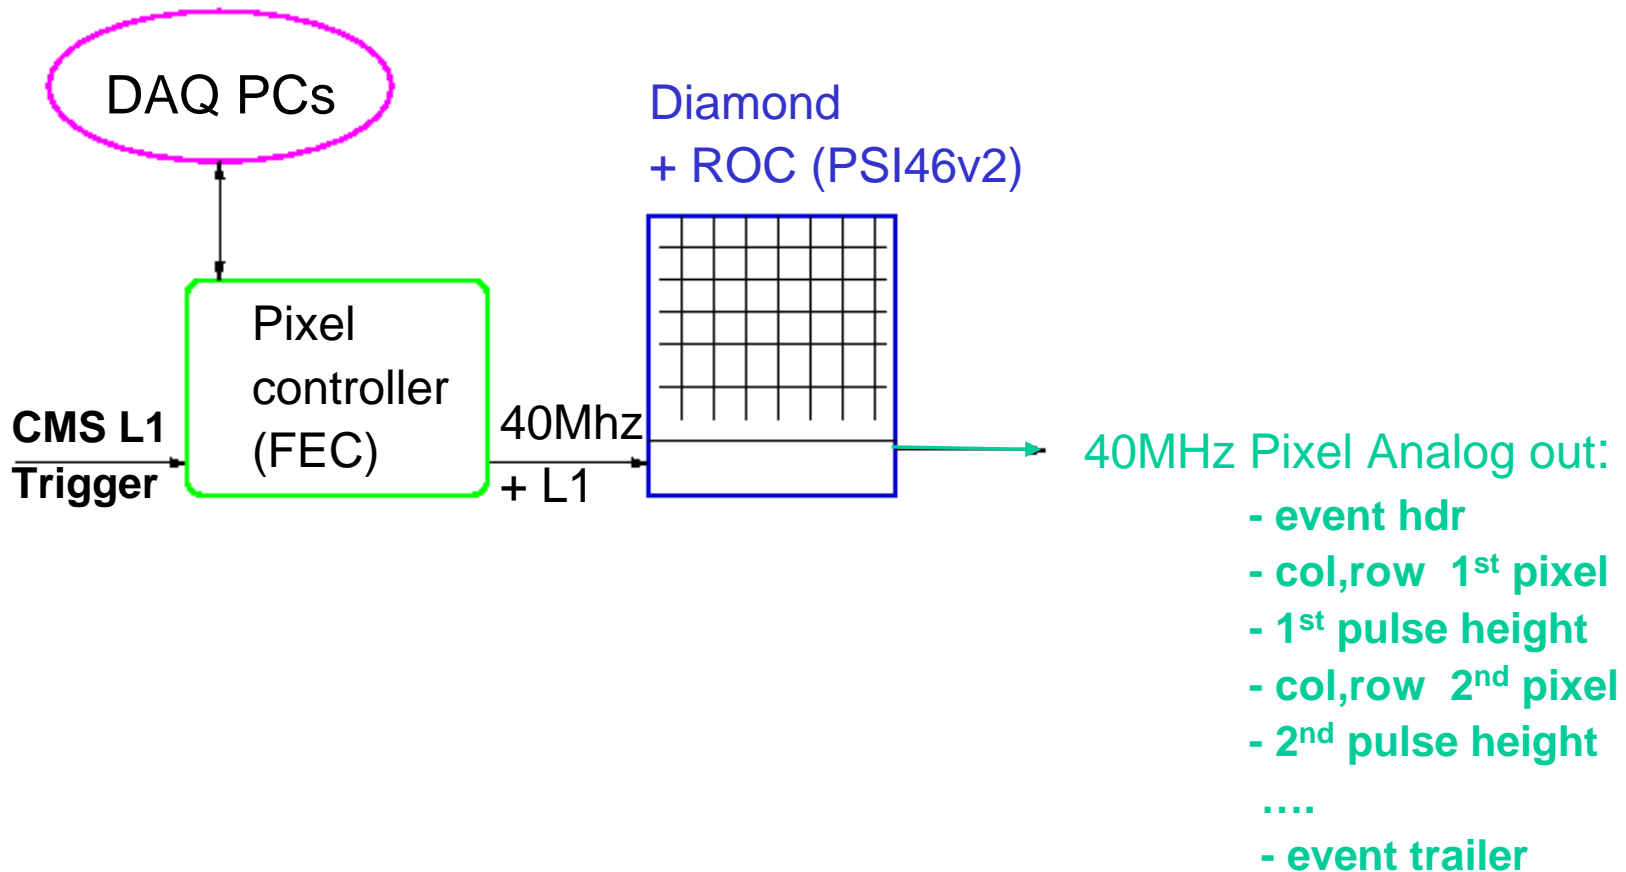 DAQ PCs
Diamond
+ ROC (PSI46v2)
Pixel
controller
(FEC)
CMS L1
Trigger
40Mhz
+ L1
40MHz Pixel Analog out:
- event hdr
- col,row 1st pixel
- 1st pulse height
- col,row 2nd pixel
- 2nd pulse height
....
- event trailer